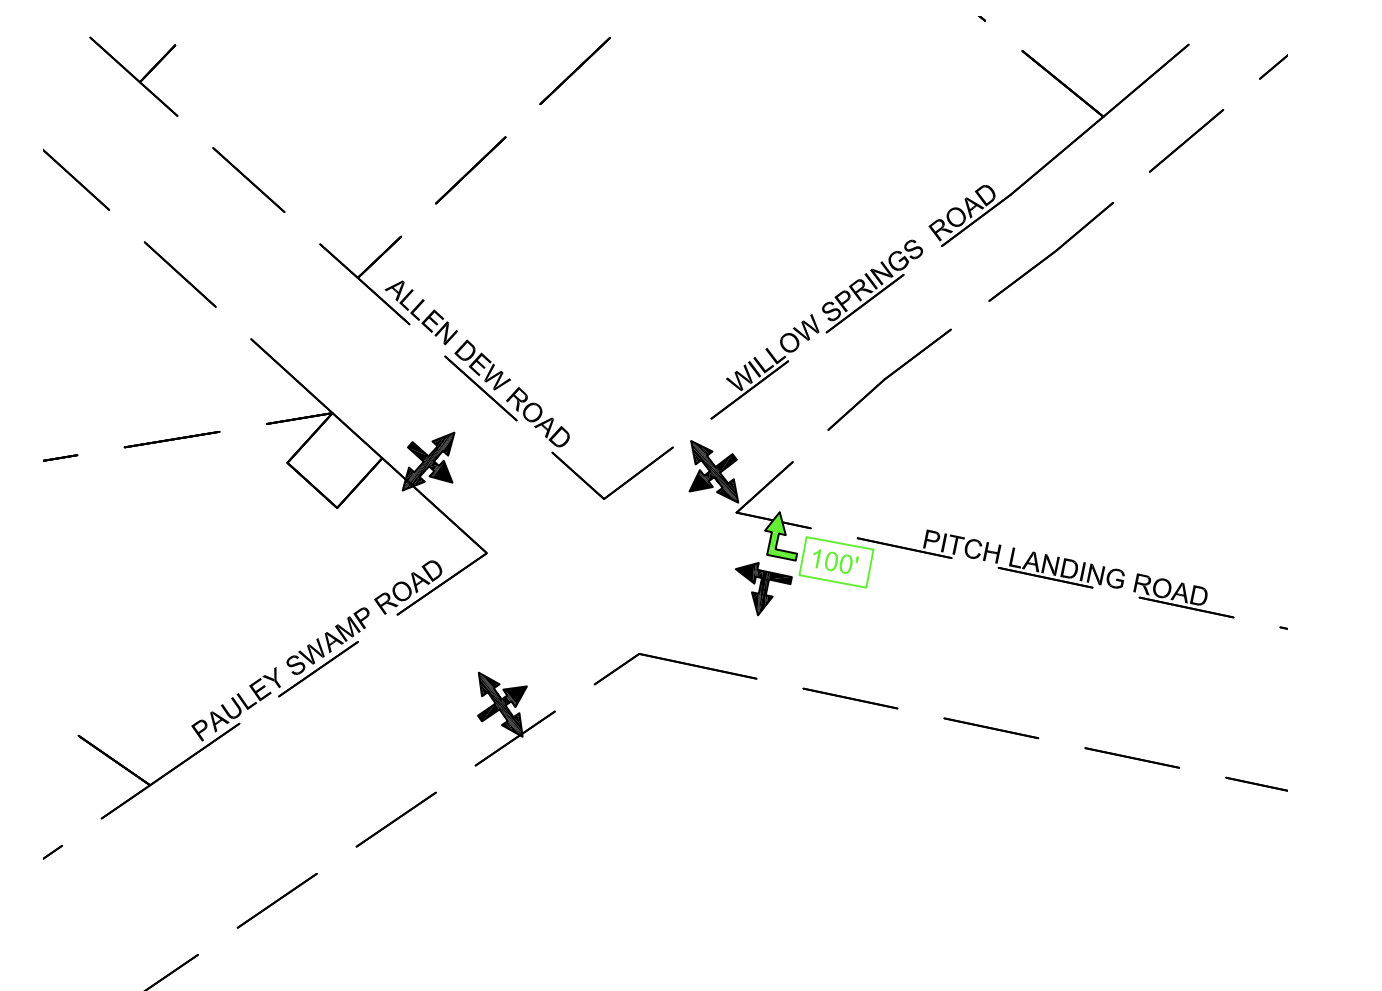 WILLOW SPRINGS ROAD
ALLEN DEW ROAD
PITCH LANDING ROAD
100'
PAULEY SWAMP ROAD